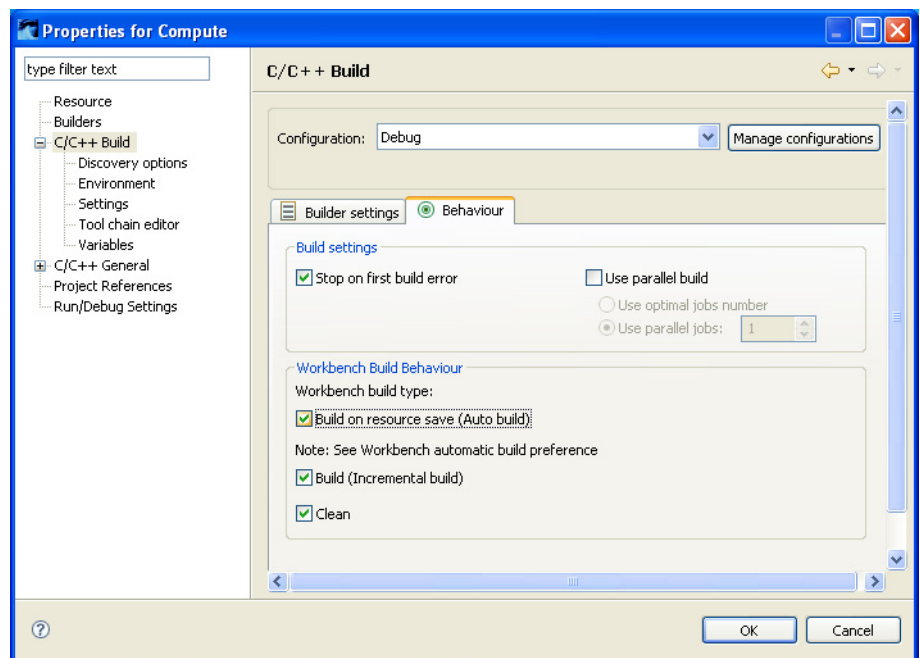 Properties for Compute
type filter text
Resource
Builders
C/C++ Build
Discovery options
Environment
Settings
Tool chain editor
Variables
C/C++ General
Project References
Run/Debug Settings
C/C++ Build
Configuration: Debug Manage configurations
Builder settings Behaviour
Build settings
Stop on first build error Use parallel build
Use optimal jobs number
Use parallel jobs: 1
Workbench Build Behaviour
Workbench build type:
Build on resource save (Auto build)
Note: See Workbench automatic build preference
Build (Incremental build)
Clean
OK Cancel